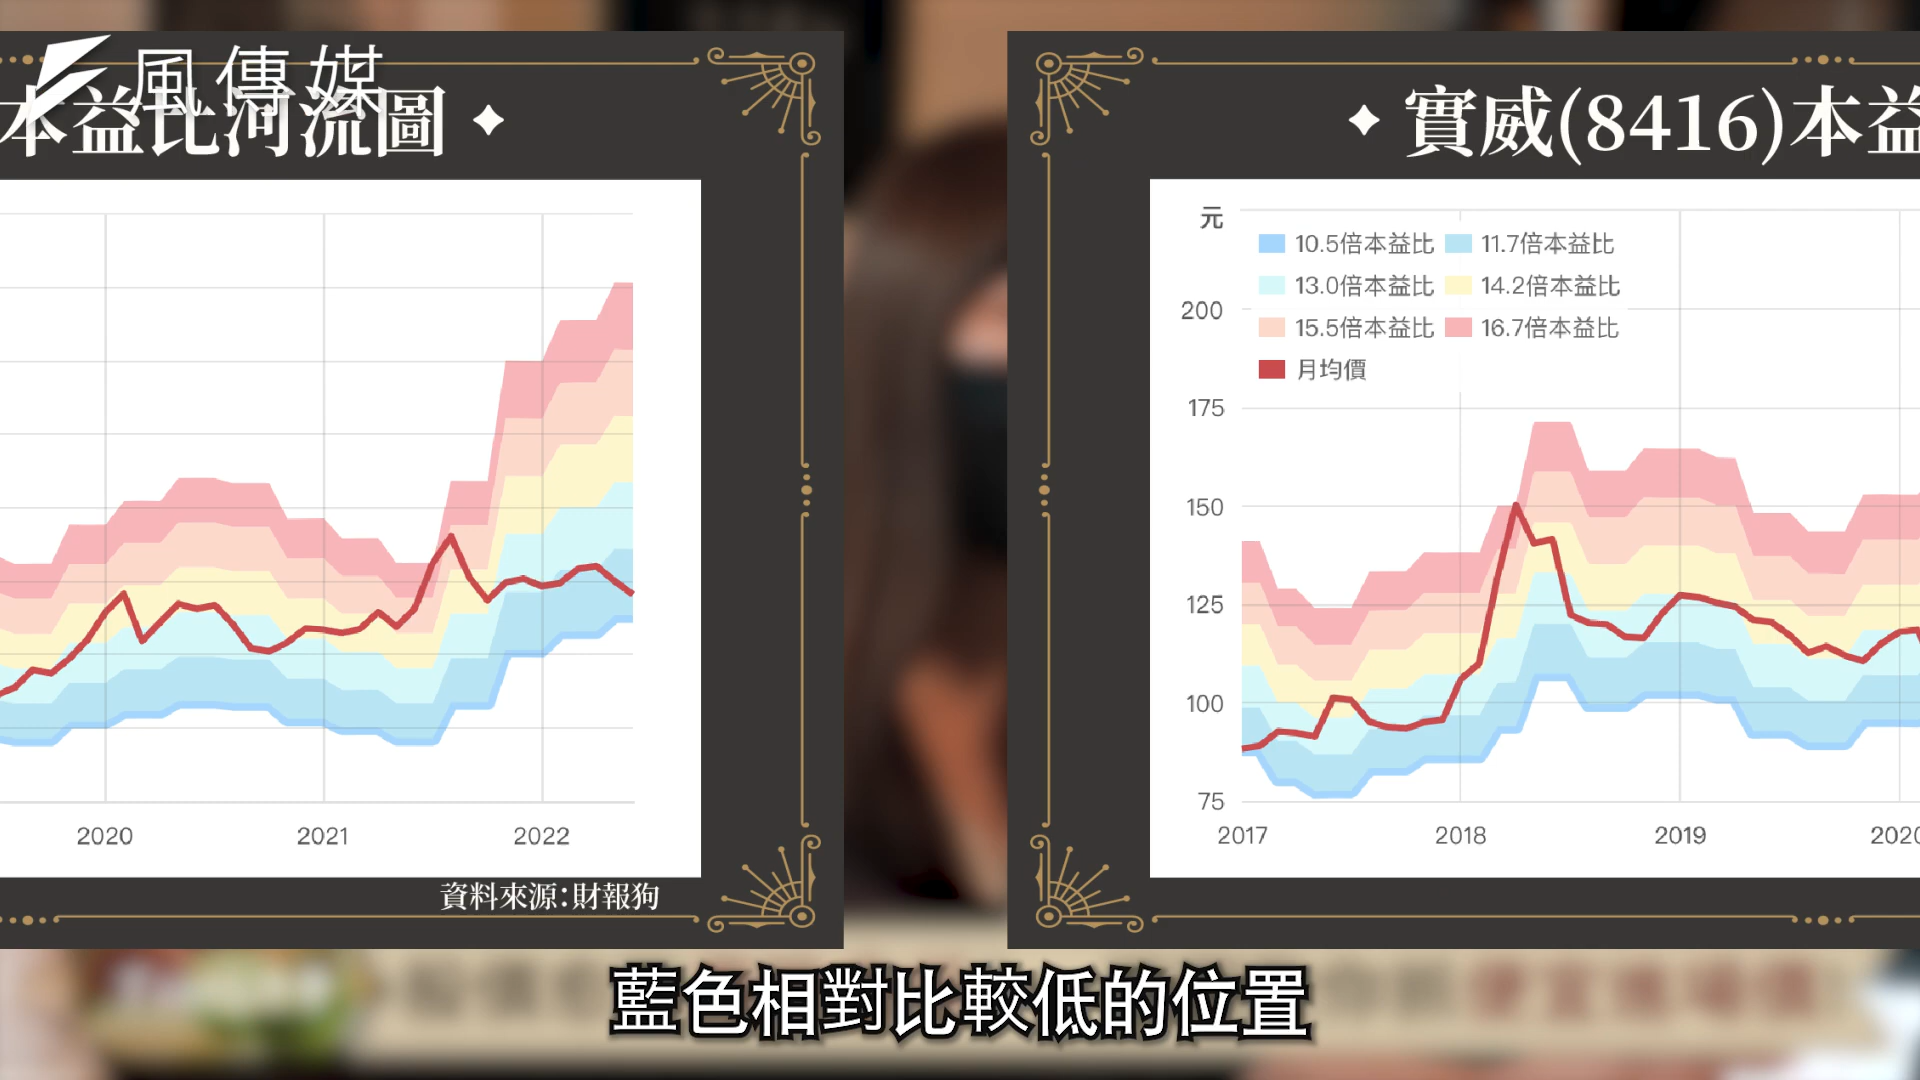 風傳媒
本益比河流圖
2020 2021 2022
資料來源:財報狗
實威(8416)本益
元
10.5倍本益比 11.7倍本益比
13.0倍本益比 14.2倍本益比
15.5倍本益比 16.7倍本益比
月均價
200
175
150
125
100
75
2017 2018 2019 2020
藍色相對比較低的位置